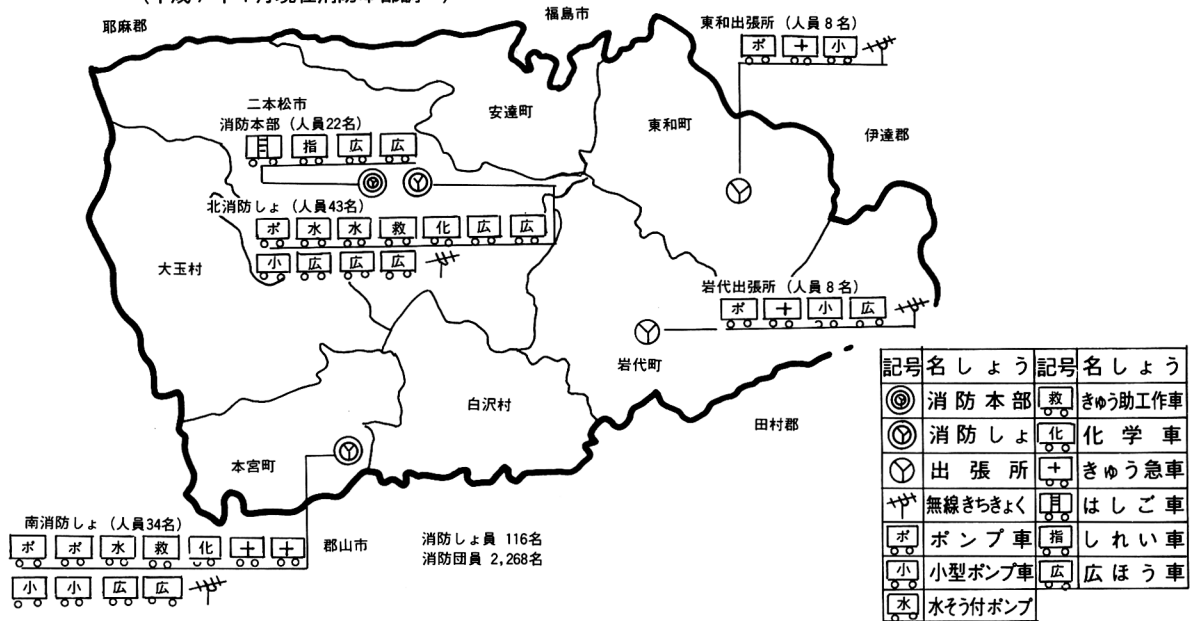 耶麻郡
福島市
東和出張所（人員8名）
ポ 十 小
安達町
東和町
伊達郡
二本松市
消防本部（人員22名）
指 広 広
北消防しょ（人員43名）
ポ 水 水 救 化 広 広
小 広 広 広
大玉村
岩代出張所（人員8名）
ポ 十 小 広
岩代町
白沢村
田村郡
本宮町
南消防しょ（人員34名）
ポ ポ 水 救 化 十 十
小 小 広 広
郡山市
消防しょ員 116名
消防団員 2,268名
記号 名しょう 記号 名しょう
消防本部 救 きゅう助工作車
消防しょ 化 化学車
出張所 十 きゅう急車
無線きちきょく はしご車
ポ ポンプ車 指 しれい車
小 小型ポンプ車 広 広ほう車
水 水そう付ポンプ